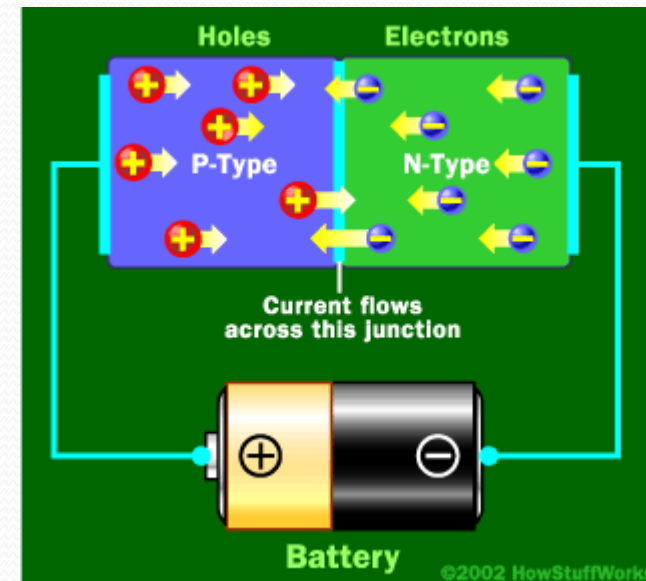 Holes Electrons
P-Type N-Type
Current flows
across this junction
Battery
©2002 HowStuffWorks